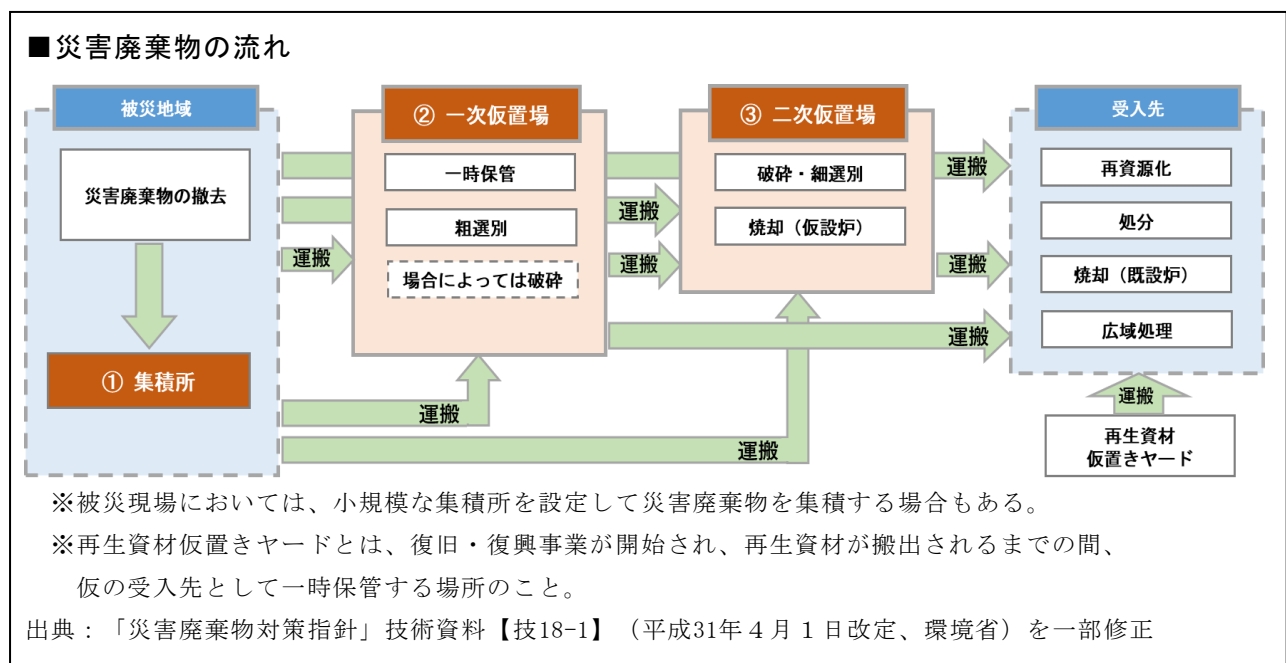 ■災害廃棄物の流れ
被災地域
災害廃棄物の撤去
① 集積所
運搬
② 一次仮置場
一時保管
粗選別
場合によっては破砕
運搬
運搬
運搬
運搬
③ 二次仮置場
破砕・細選別
焼却（仮設炉）
運搬
運搬
運搬
受入先
再資源化
処分
焼却（既設炉）
広域処理
運搬
再生資材
仮置きヤード
※被災現場においては、小規模な集積所を設定して災害廃棄物を集積する場合もある。
※再生資材仮置きヤードとは、復旧・復興事業が開始され、再生資材が搬出されるまでの間、
仮の受入先として一時保管する場所のこと。
出典：「災害廃棄物対策指針」技術資料【技18-1】（平成31年４月１日改定、環境省）を一部修正